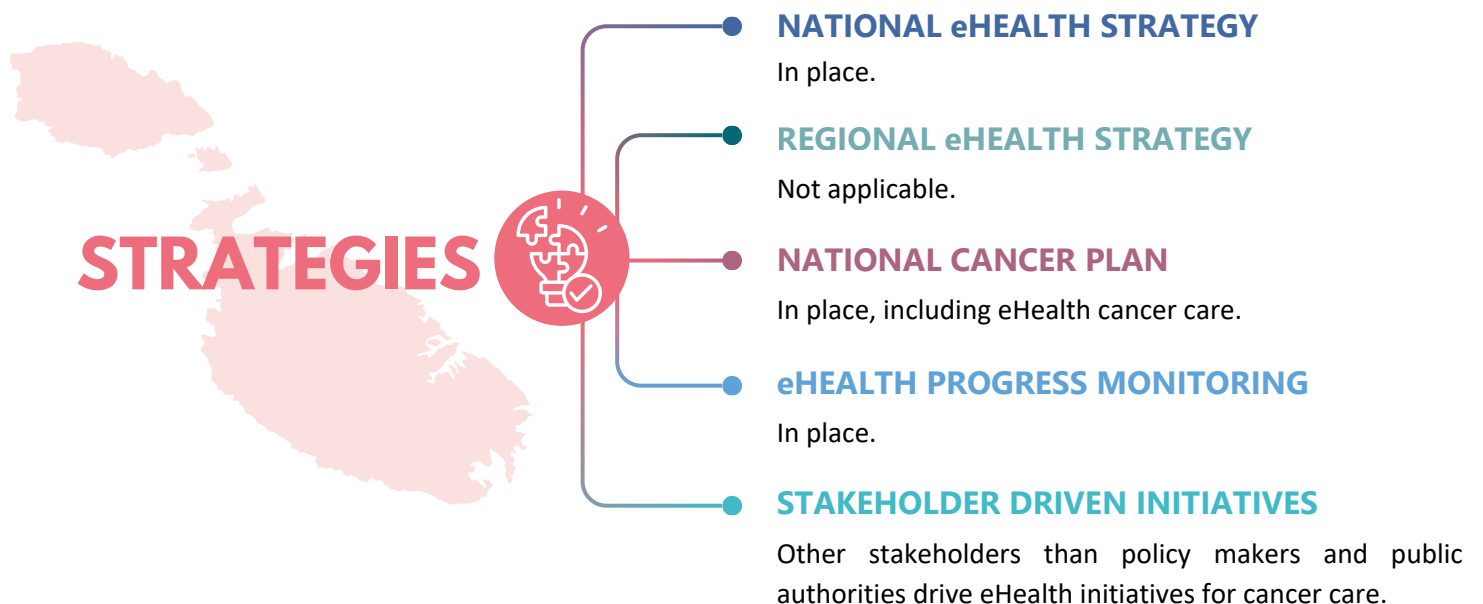 STRATEGIES
NATIONAL eHEALTH STRATEGY
In place.
REGIONAL eHEALTH STRATEGY
Not applicable.
NATIONAL CANCER PLAN
In place, including eHealth cancer care.
eHEALTH PROGRESS MONITORING
In place.
STAKEHOLDER DRIVEN INITIATIVES
Other stakeholders than policy makers and public
authorities drive eHealth initiatives for cancer care.